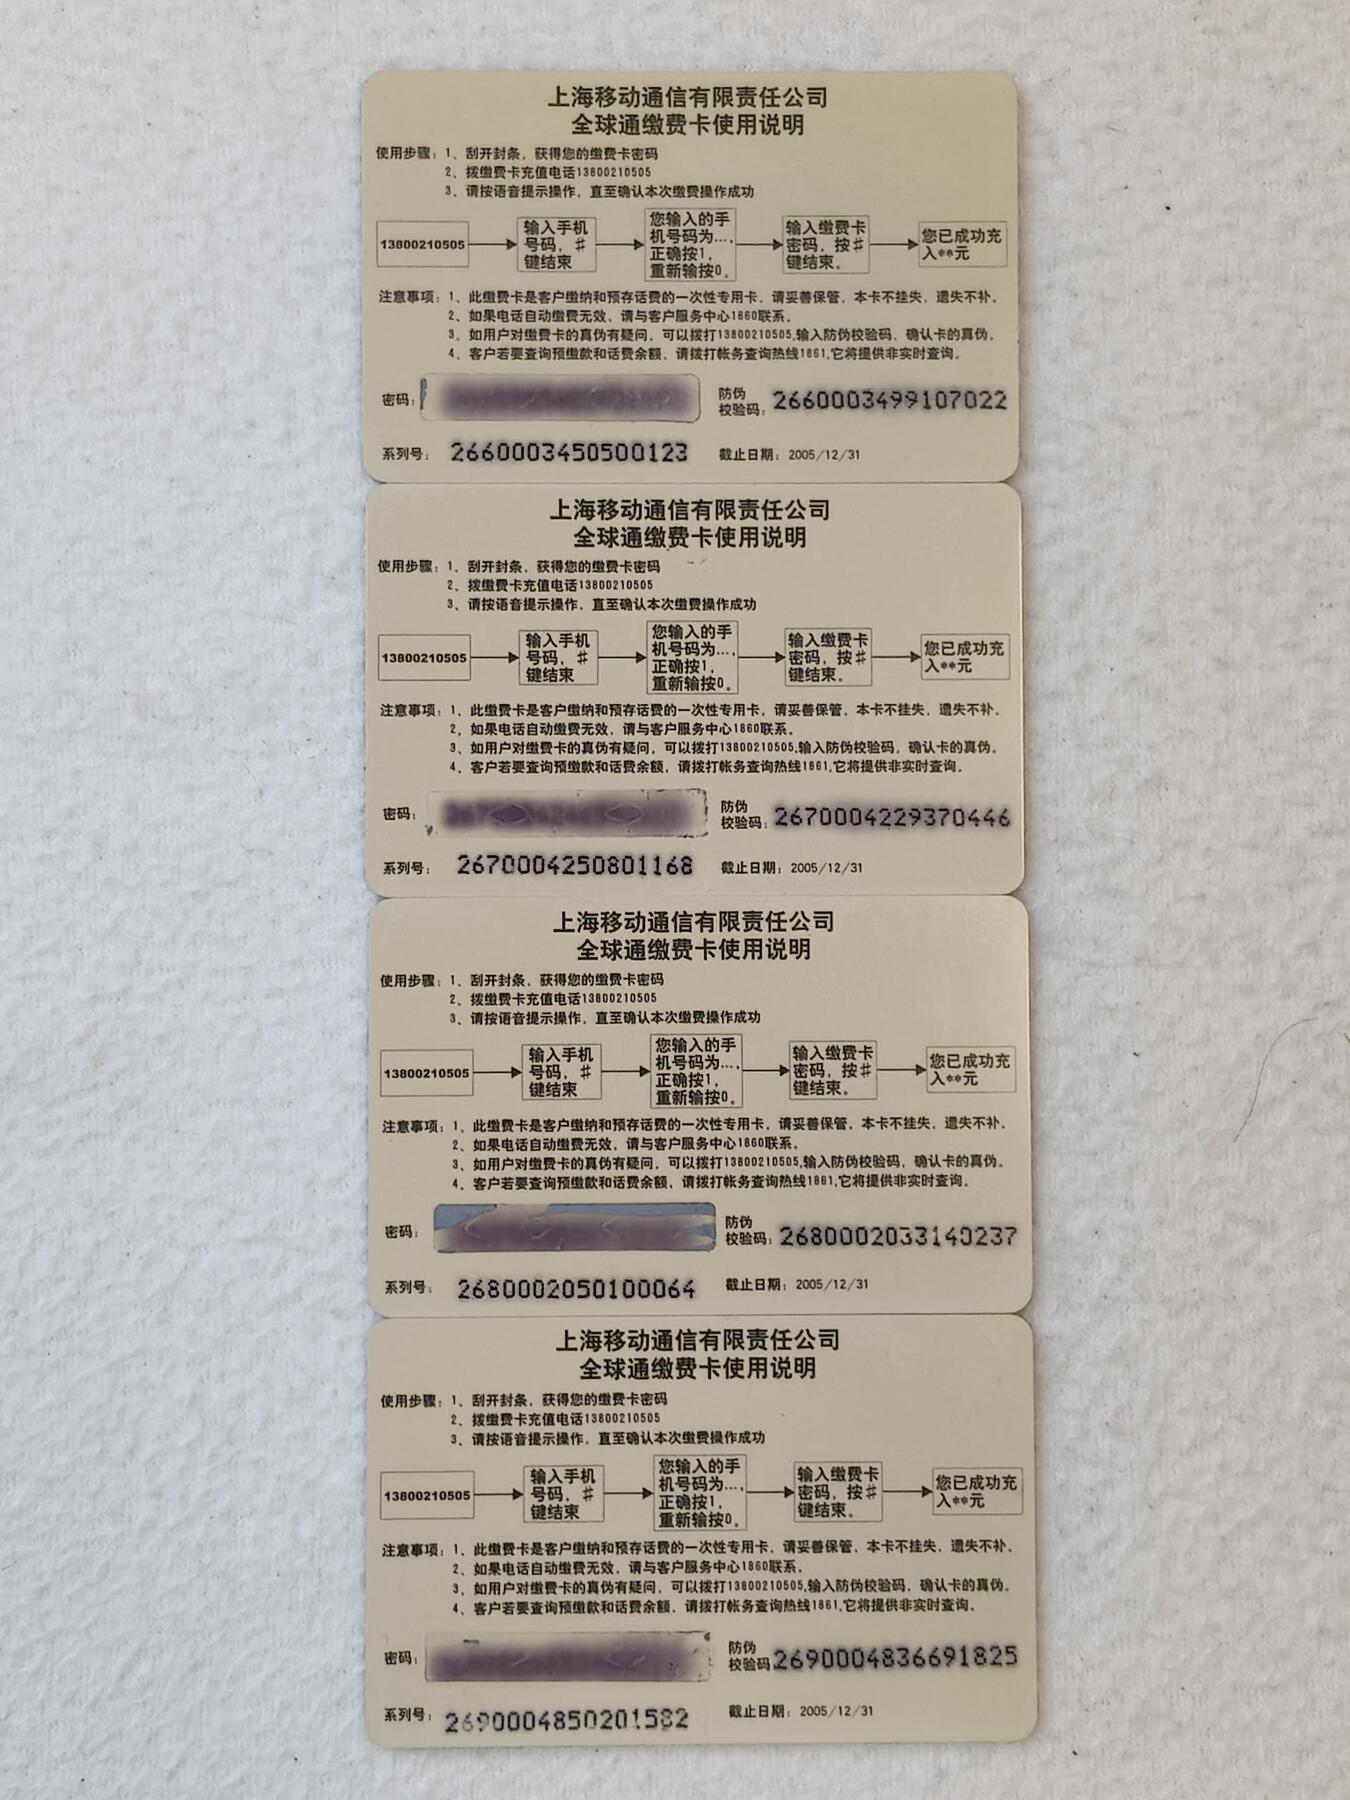 上海移动通信有限责任公司
全球通缴费卡使用说明
使用步骤：1、刮开封条，获得您的缴费卡密码
2、拨缴费卡充值电话13800210505
3、请按语音提示操作，直至确认本次缴费操作成功
13800210505
输入手机
号码，#
键结束
您输入的手
机号码为…，
正确按1，
重新输按0。
输入缴费卡
密码，按#
键结束。
您已成功充
入**元
注意事项：1、此缴费卡是客户缴纳和预存话费的一次性专用卡，请妥善保管，本卡不挂失，遗失不补。
2、如果电话自动缴费无效，请与客户服务中心1860联系。
3、如用户对缴费卡的真伪有疑问，可以拨打13800210505,输入防伪校验码，确认卡的真伪。
4、客户若要查询预缴款和话费余额，请拨打帐务查询热线1861,它将提供非实时查询。
密码：
防伪
校验码：2660003499107022
系列号：2660003450500123 截止日期：2005/12/31
上海移动通信有限责任公司
全球通缴费卡使用说明
使用步骤：1、刮开封条，获得您的缴费卡密码
2、拨缴费卡充值电话13800210505
3、请按语音提示操作，直至确认本次缴费操作成功
13800210505
输入手机
号码，#
键结束
您输入的手
机号码为…，
正确按1，
重新输按0。
输入缴费卡
密码，按#
键结束。
您已成功充
入**元
注意事项：1、此缴费卡是客户缴纳和预存话费的一次性专用卡，请妥善保管，本卡不挂失，遗失不补。
2、如果电话自动缴费无效，请与客户服务中心1860联系。
3、如用户对缴费卡的真伪有疑问，可以拨打13800210505,输入防伪校验码，确认卡的真伪。
4、客户若要查询预缴款和话费余额，请拨打帐务查询热线1861,它将提供非实时查询。
密码：
防伪
校验码：2670004229370446
系列号：2670004250801168 截止日期：2005/12/31
上海移动通信有限责任公司
全球通缴费卡使用说明
使用步骤：1、刮开封条，获得您的缴费卡密码
2、拨缴费卡充值电话13800210505
3、请按语音提示操作，直至确认本次缴费操作成功
13800210505
输入手机
号码，#
键结束
您输入的手
机号码为…，
正确按1，
重新输按0。
输入缴费卡
密码，按#
键结束。
您已成功充
入**元
注意事项：1、此缴费卡是客户缴纳和预存话费的一次性专用卡，请妥善保管，本卡不挂失，遗失不补。
2、如果电话自动缴费无效，请与客户服务中心1860联系。
3、如用户对缴费卡的真伪有疑问，可以拨打13800210505,输入防伪校验码，确认卡的真伪。
4、客户若要查询预缴款和话费余额，请拨打帐务查询热线1861,它将提供非实时查询。
密码：
防伪
校验码：2680002033140237
系列号：2680002050100064 截止日期：2005/12/31
上海移动通信有限责任公司
全球通缴费卡使用说明
使用步骤：1、刮开封条，获得您的缴费卡密码
2、拨缴费卡充值电话13800210505
3、请按语音提示操作，直至确认本次缴费操作成功
13800210505
输入手机
号码，#
键结束
您输入的手
机号码为…，
正确按1，
重新输按0。
输入缴费卡
密码，按#
键结束。
您已成功充
入**元
注意事项：1、此缴费卡是客户缴纳和预存话费的一次性专用卡，请妥善保管，本卡不挂失，遗失不补。
2、如果电话自动缴费无效，请与客户服务中心1860联系。
3、如用户对缴费卡的真伪有疑问，可以拨打13800210505,输入防伪校验码，确认卡的真伪。
4、客户若要查询预缴款和话费余额，请拨打帐务查询热线1861,它将提供非实时查询。
密码：
防伪
校验码2690004836691825
系列号：2690004850201582 截止日期：2005/12/31